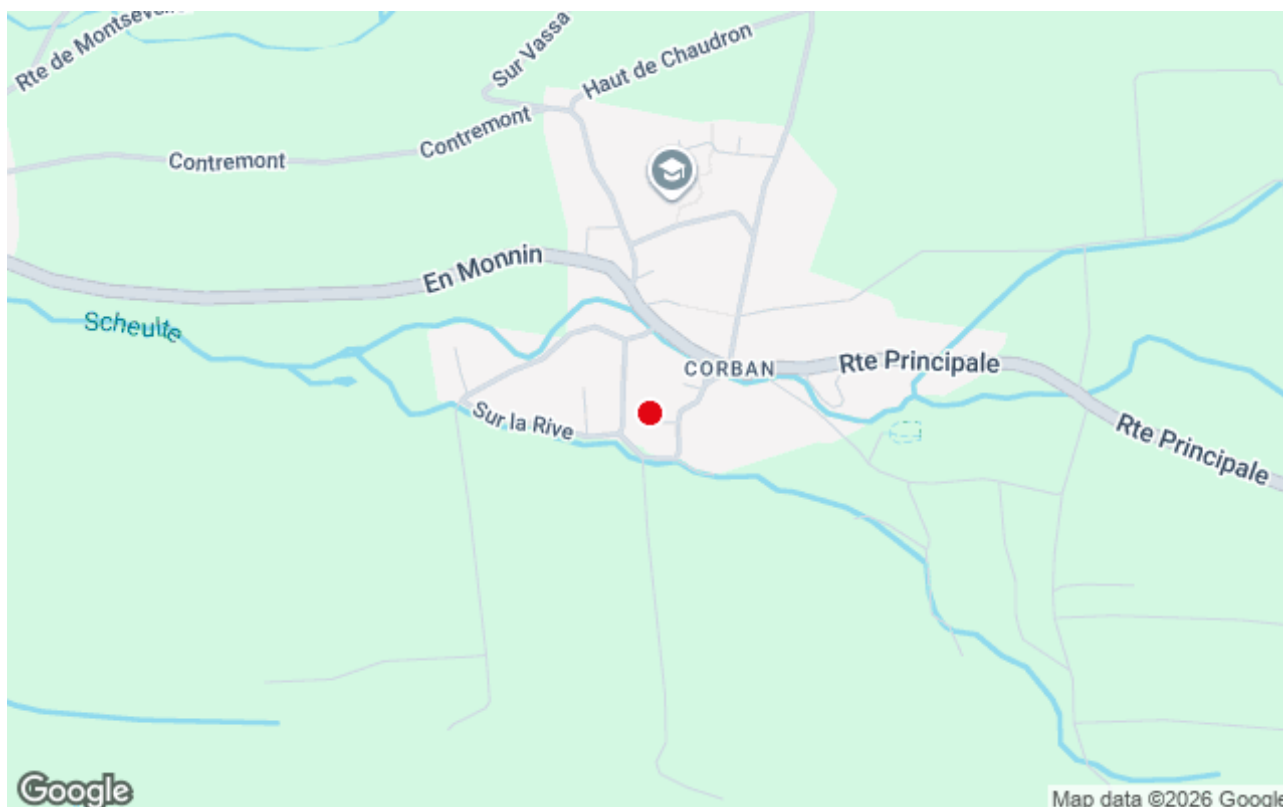 Rte de Montsevelie
Sur Vassa
Haut de Chaudron
Contremont
Contremont
En Monnin
Scheulte
CORBAN
Rte Principale
Sur la Rive
Rte Principale
Google
Map data ©2026 Google